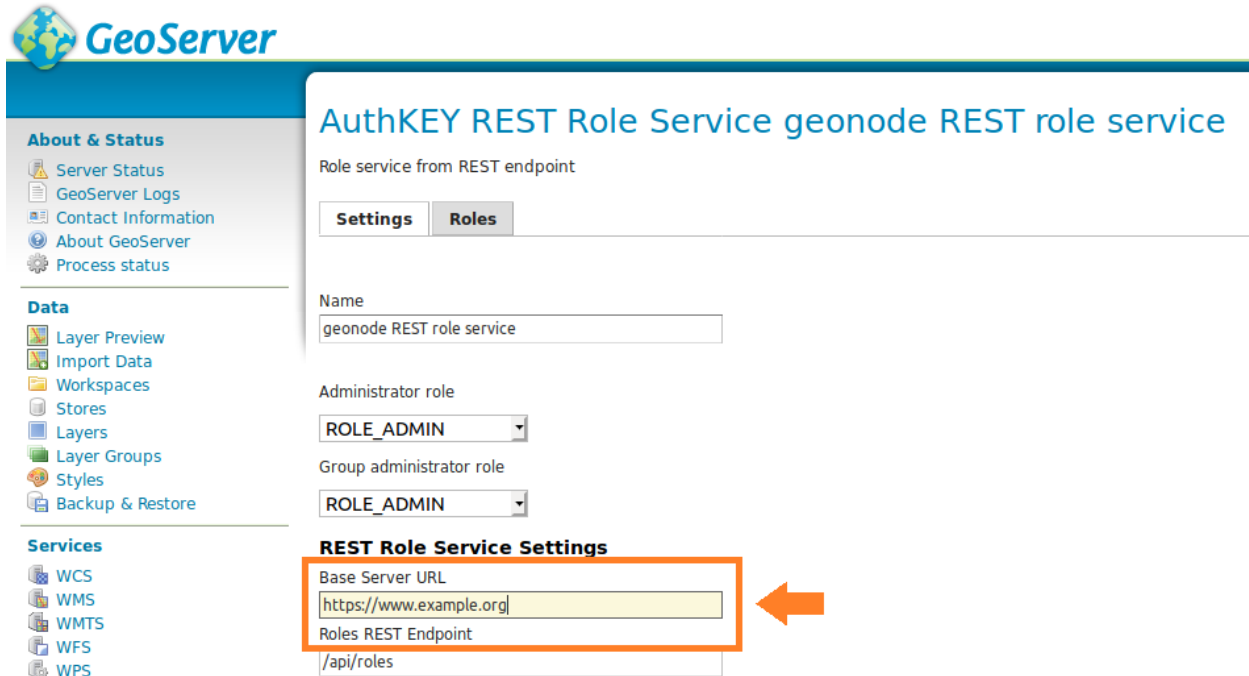 GeoServer
About & Status
Server Status
GeoServer Logs
Contact Information
About GeoServer
Process status
Data
Layer Preview
Import Data
Workspaces
Stores
Layers
Layer Groups
Styles
Backup & Restore
Services
WCS
WMS
WMTS
WFS
WPS
AuthKEY REST Role Service geonode REST role service
Role service from REST endpoint
Settings
Roles
Name
geonode REST role service
Administrator role
ROLE_ADMIN
Group administrator role
ROLE_ADMIN
REST Role Service Settings
Base Server URL
https://www.example.org
Roles REST Endpoint
/api/roles